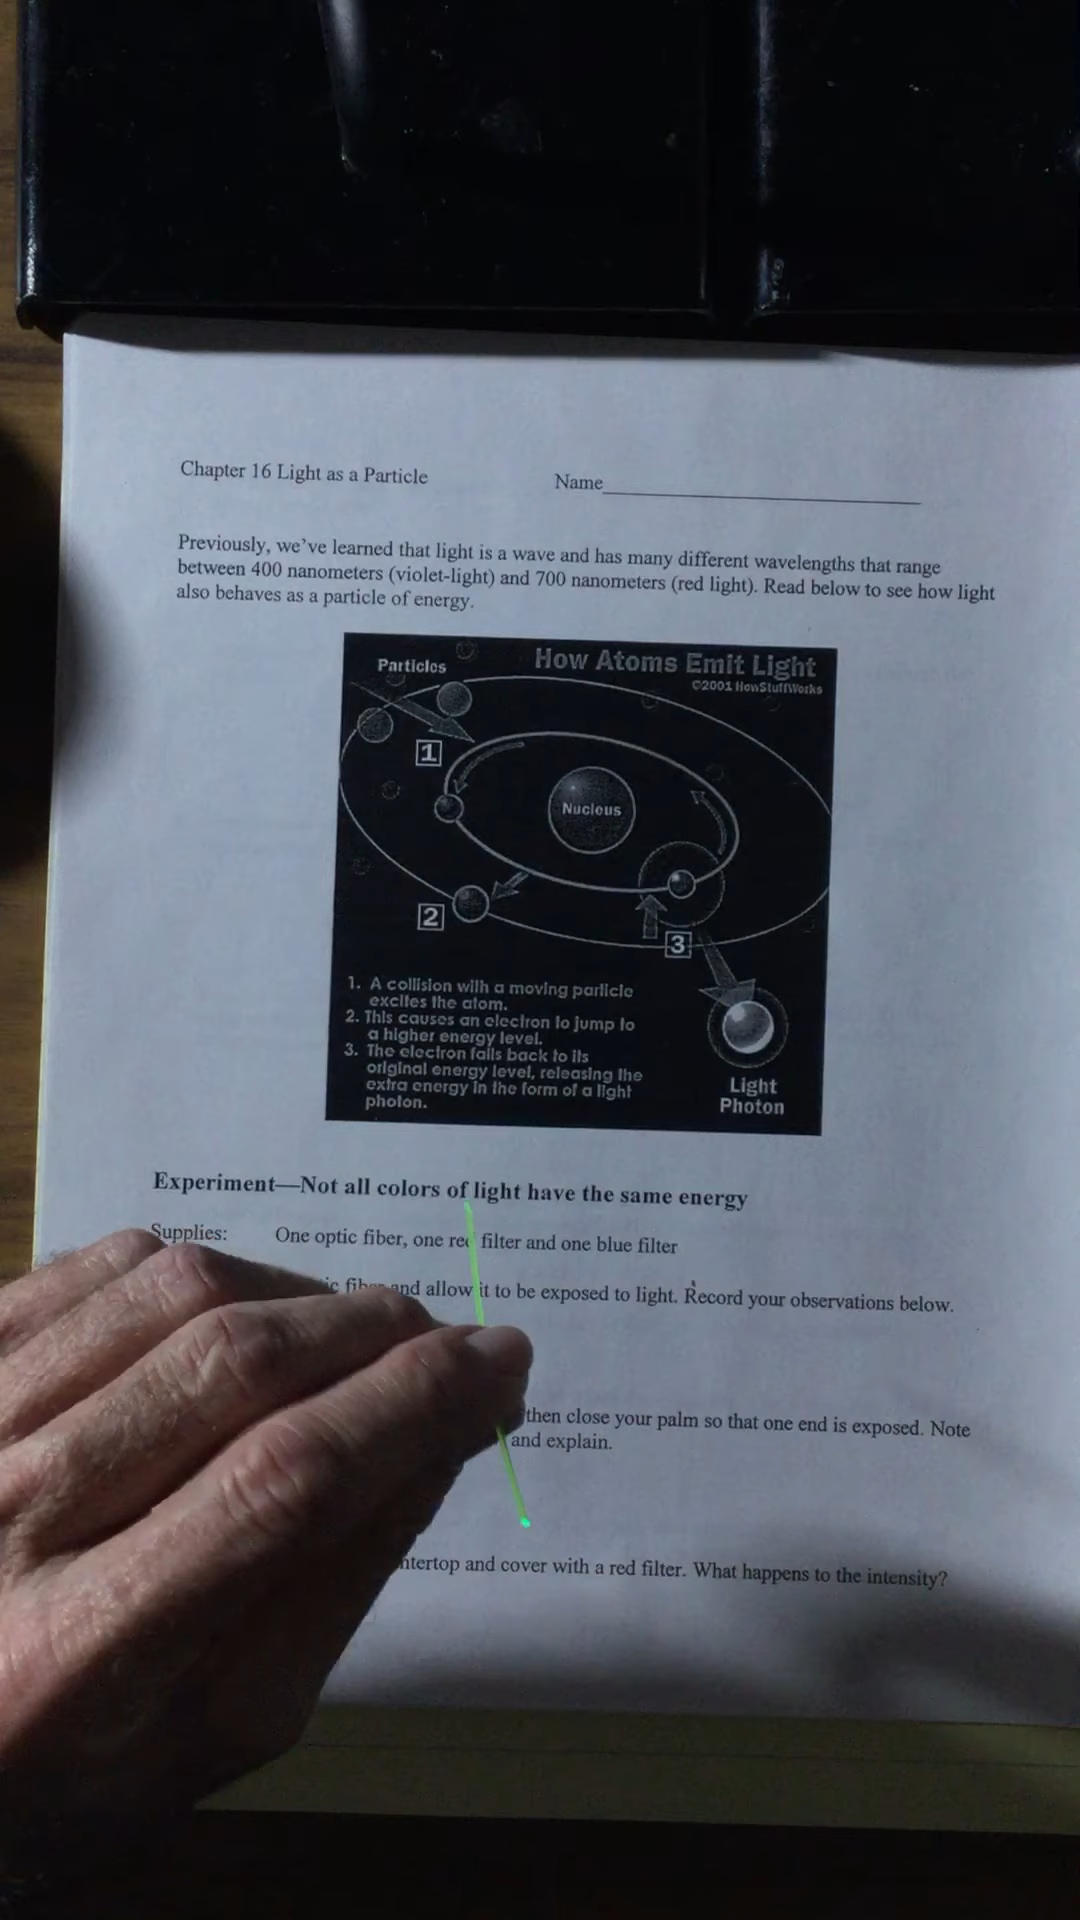 Chapter 16 Light as a Particle
Name
Previously, we've learned that light is a wave and has many different wavelengths that range
between 400 nanometers (violet-light) and 700 nanometers (red light). Read below to see how light
also behaves as a particle of energy.
How Atoms Emit Light
©2001 HowStuffWorks
Particles
1
Nucleus
2
3
1. A collision with a moving particle
excites the atom.
2. This causes an electron to jump to
a higher energy level.
3. The electron falls back to its
original energy level, releasing the
extra energy in the form of a light
photon.
Light
Photon
Experiment—Not all colors of light have the same energy
Supplies: One optic fiber, one red filter and one blue filter
and allow it to be exposed to light. Record your observations below.
then close your palm so that one end is exposed. Note
and explain.
and cover with a red filter. What happens to the intensity?